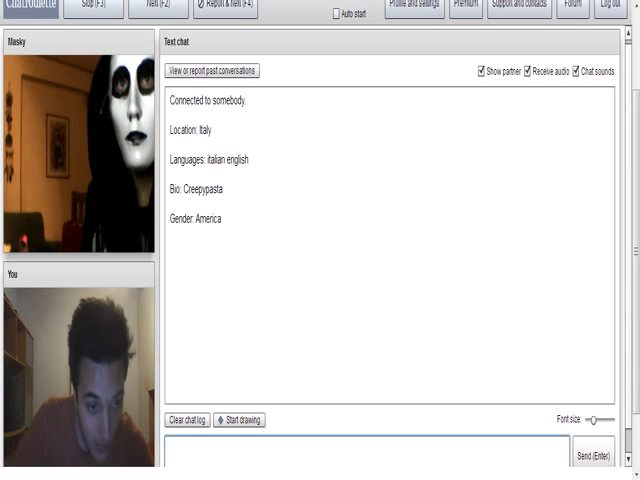 Chatroulette Stop (F3) Next (F2) Report & next (F4) Auto start Profile and settings Premium Support and contacts Forum Log out
Masky
Text chat
View or report past conversations Show partner Receive audio Chat sounds
Connected to somebody.
Location: Italy
Languages: italian english
Bio: Creepypasta
Gender: America
You
Clear chat log Start drawing Font size:
Send (Enter)